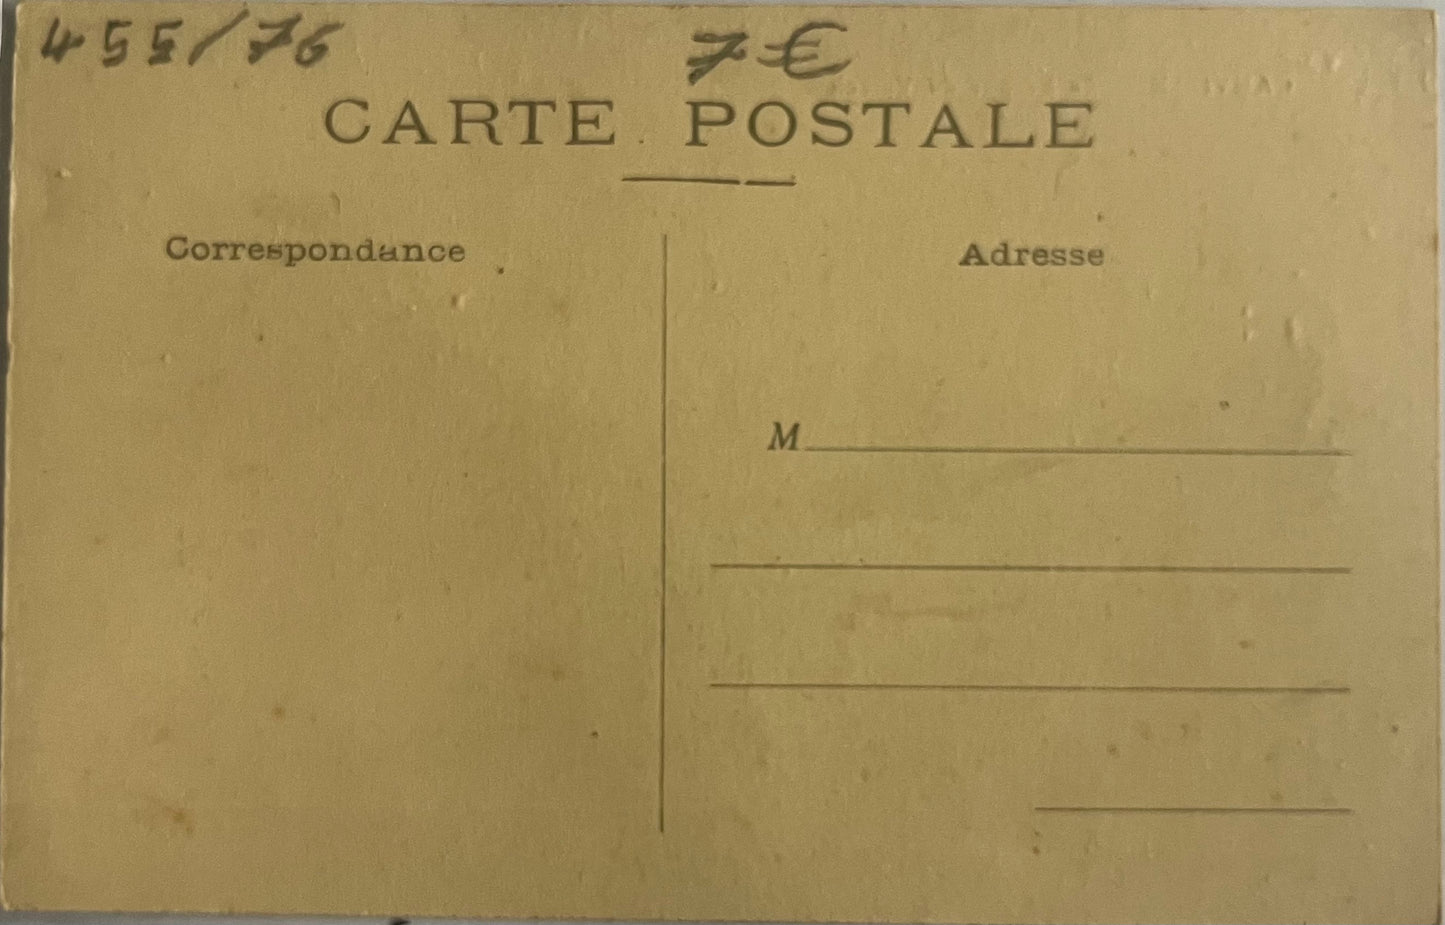 455/76 7€
CARTE POSTALE
Correspondance Adresse
M